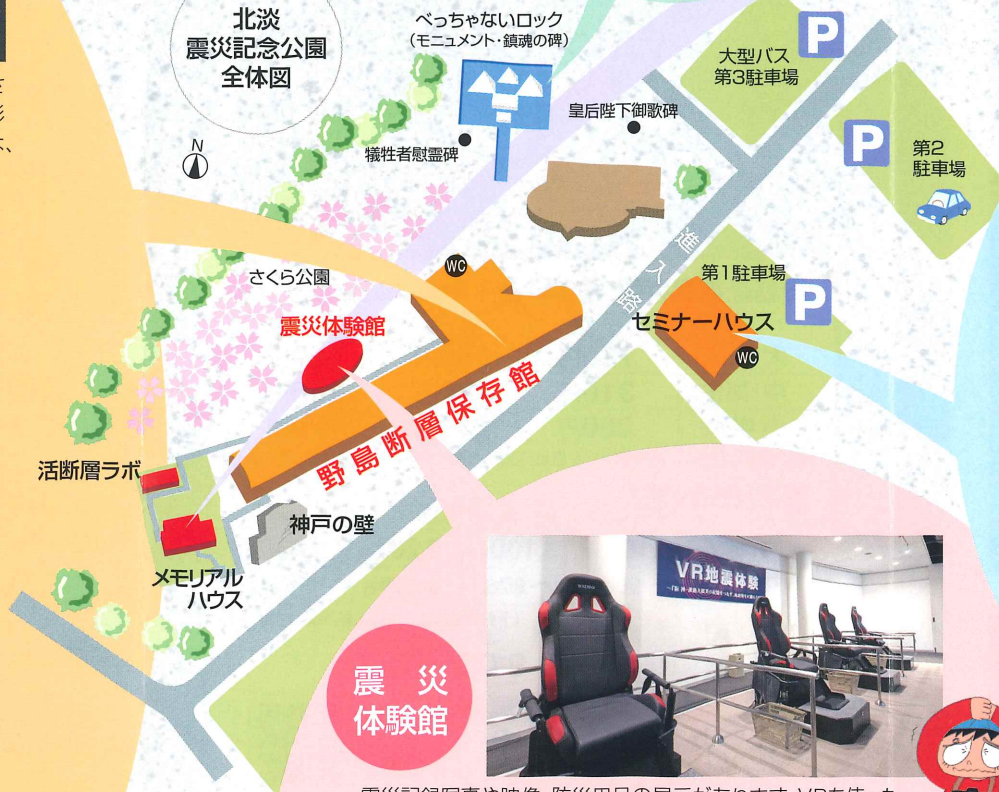 北淡
震災記念公園
全体図
べっちゃないロック
(モニュメント・鎮魂の碑)
P
大型バス
第3駐車場
皇后陛下御歌碑
犠牲者慰霊碑
N
P
第2
駐車場
進入路
WC
さくら公園
第1駐車場
P
震災体験館
セミナーハウス
WC
野島断層保存館
活断層ラボ
神戸の壁
メモリアル
ハウス
VR地震体験
震災
体験館